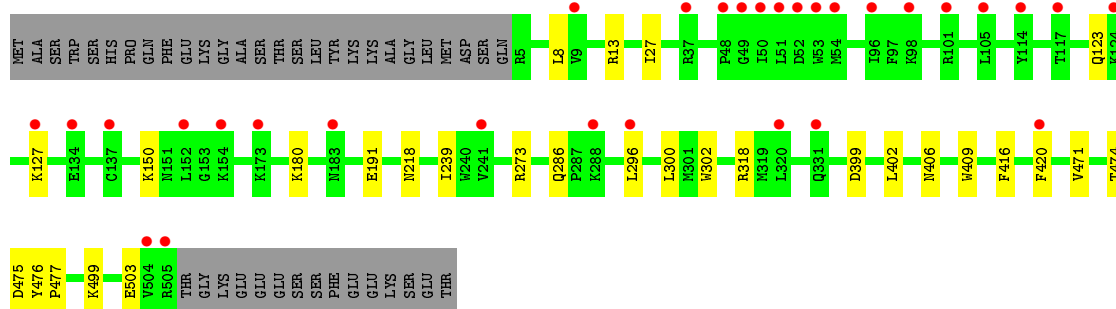 MET ALA SER TRP SER SER HIS PRO GLN PHE GLU LYS GLY ALA SER THR SER LEU TYR LYS LYS ALA GLY LEU MET ASP SER GLN R5 L8 V9 R13 I27 R37 P48 G49 I50 L51 D52 W53 M54 I96 F97 K98 R101 L105 Y114 T117 Q123 K124
K127 E134 C137 K150 N151 L152 G153 K154 K173 K180 N183 E191 N218 I239 W240 V241 R273 Q286 P287 K288 L296 L300 M301 W302 R318 M319 L320 Q331 D399 L402 N406 W409 F416 F420 V471 T474
D475 Y476 P477 K499 E503 V504 R505 THR GLY LYS GLU GLU GLU SER SER PHE GLU GLU LYS SER GLU THR